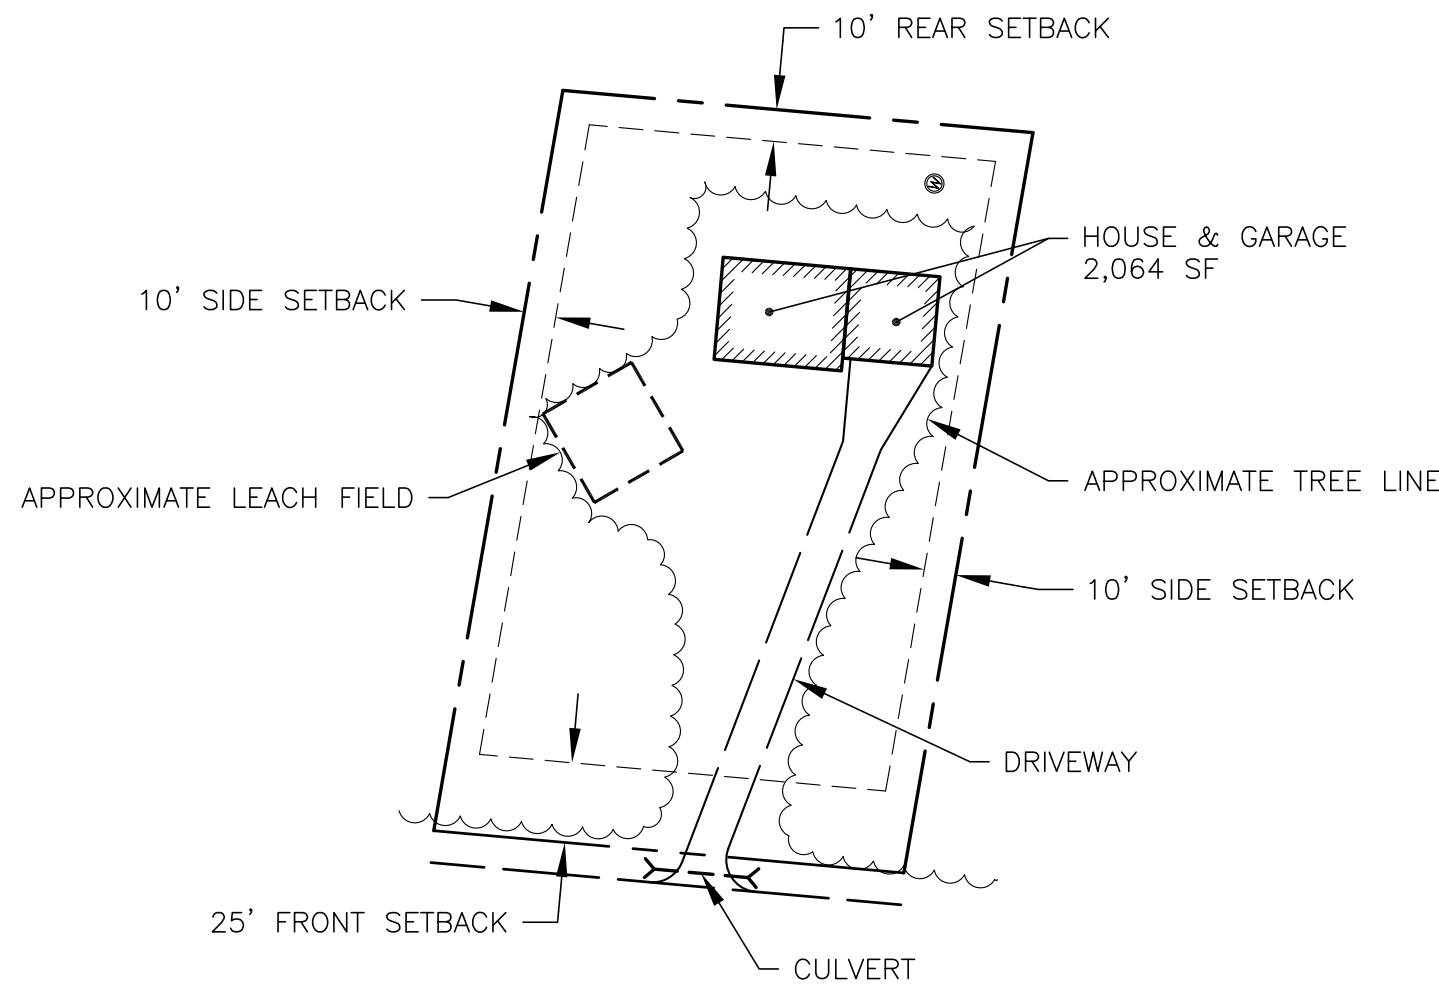 10' REAR SETBACK
W
HOUSE & GARAGE
2,064 SF
10' SIDE SETBACK
APPROXIMATE LEACH FIELD
APPROXIMATE TREE LINE
10' SIDE SETBACK
DRIVEWAY
25' FRONT SETBACK
CULVERT